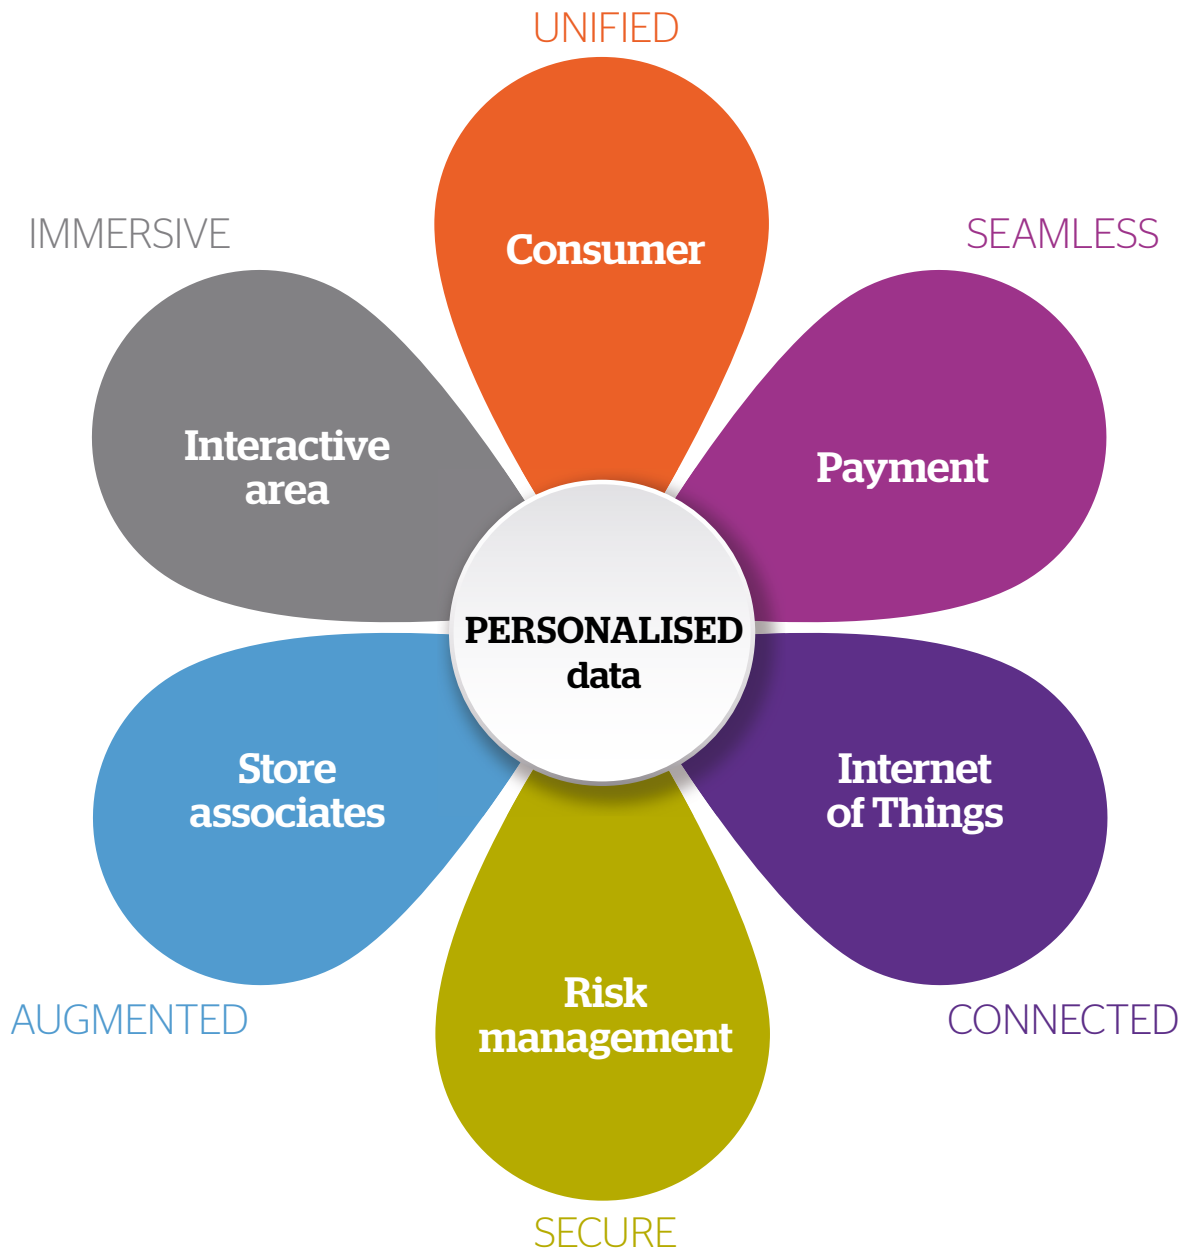 UNIFIED
IMMERSIVE
SEAMLESS
Consumer
Interactive
area
Payment
PERSONALISED
data
Store
associates
Internet
of Things
Risk
management
AUGMENTED
CONNECTED
SECURE